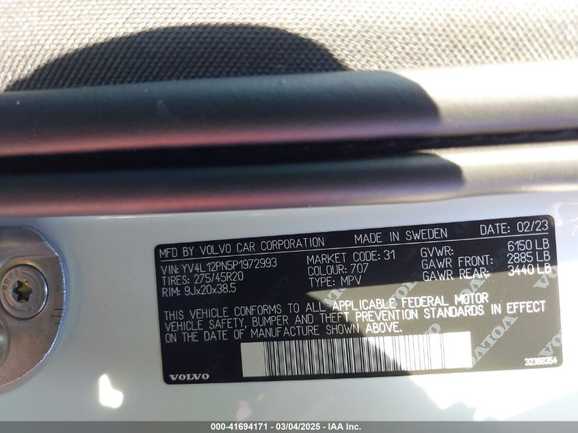 MFD BY VOLVO CAR CORPORATION MADE IN SWEDEN DATE: 02/23
VIN: YV4L12PN5P1972993 MARKET CODE: 31 GVWR: 6150 LB
TIRES: 275/45R20 COLOUR: 707 GAWR FRONT: 2885 LB
RIM: 9Jx20x38.5 TYPE: MPV GAWR REAR: 3440 LB
THIS VEHICLE CONFORMS TO ALL APPLICABLE FEDERAL MOTOR
VEHICLE SAFETY, BUMPER AND THEFT PREVENTION STANDARDS IN EFFECT
ON THE DATE OF MANUFACTURE SHOWN ABOVE.
VOLVO
000-41694171 | 03/04/2025 - IAA Inc.